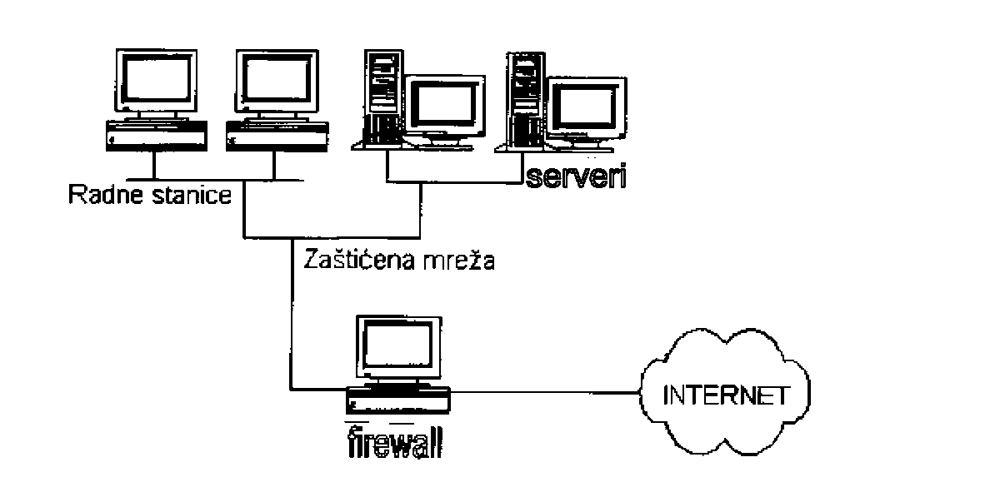 serveri
Radne stanice
Zaštićena mreža
INTERNET
firewall